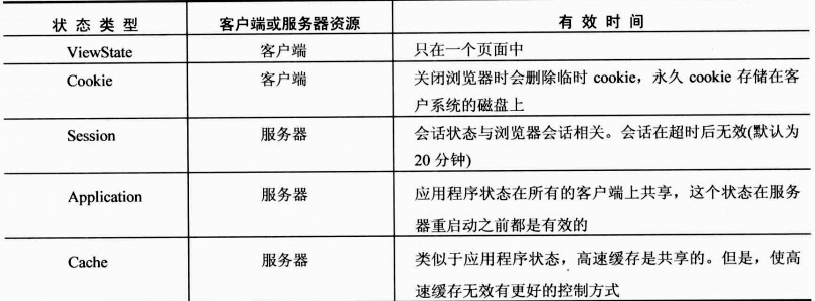 状态类型 客户端或服务器资源 有效时间
ViewState 客户端 只在一个页面中
Cookie 客户端 关闭浏览器时会删除临时 cookie，永久 cookie 存储在客
户系统的磁盘上
Session 服务器 会话状态与浏览器会话相关。会话在超时后无效(默认为
20 分钟)
Application 服务器 应用程序状态在所有的客户端上共享，这个状态在服务
器重启动之前都是有效的
Cache 服务器 类似于应用程序状态，高速缓存是共享的。但是，使高
速缓存无效有更好的控制方式